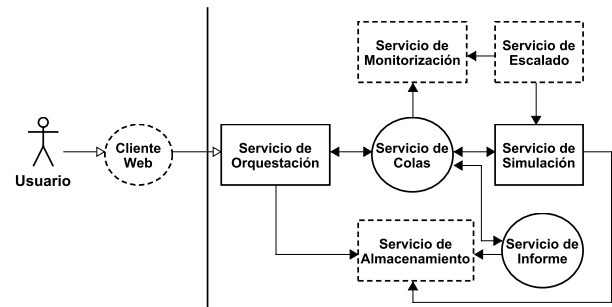 Servicio de
Monitorización
Servicio de
Escalado
Cliente
Web
Usuario
Servicio de
Orquestación
Servicio de
Colas
Servicio de
Simulación
Servicio de
Almacenamiento
Servicio de
Informe